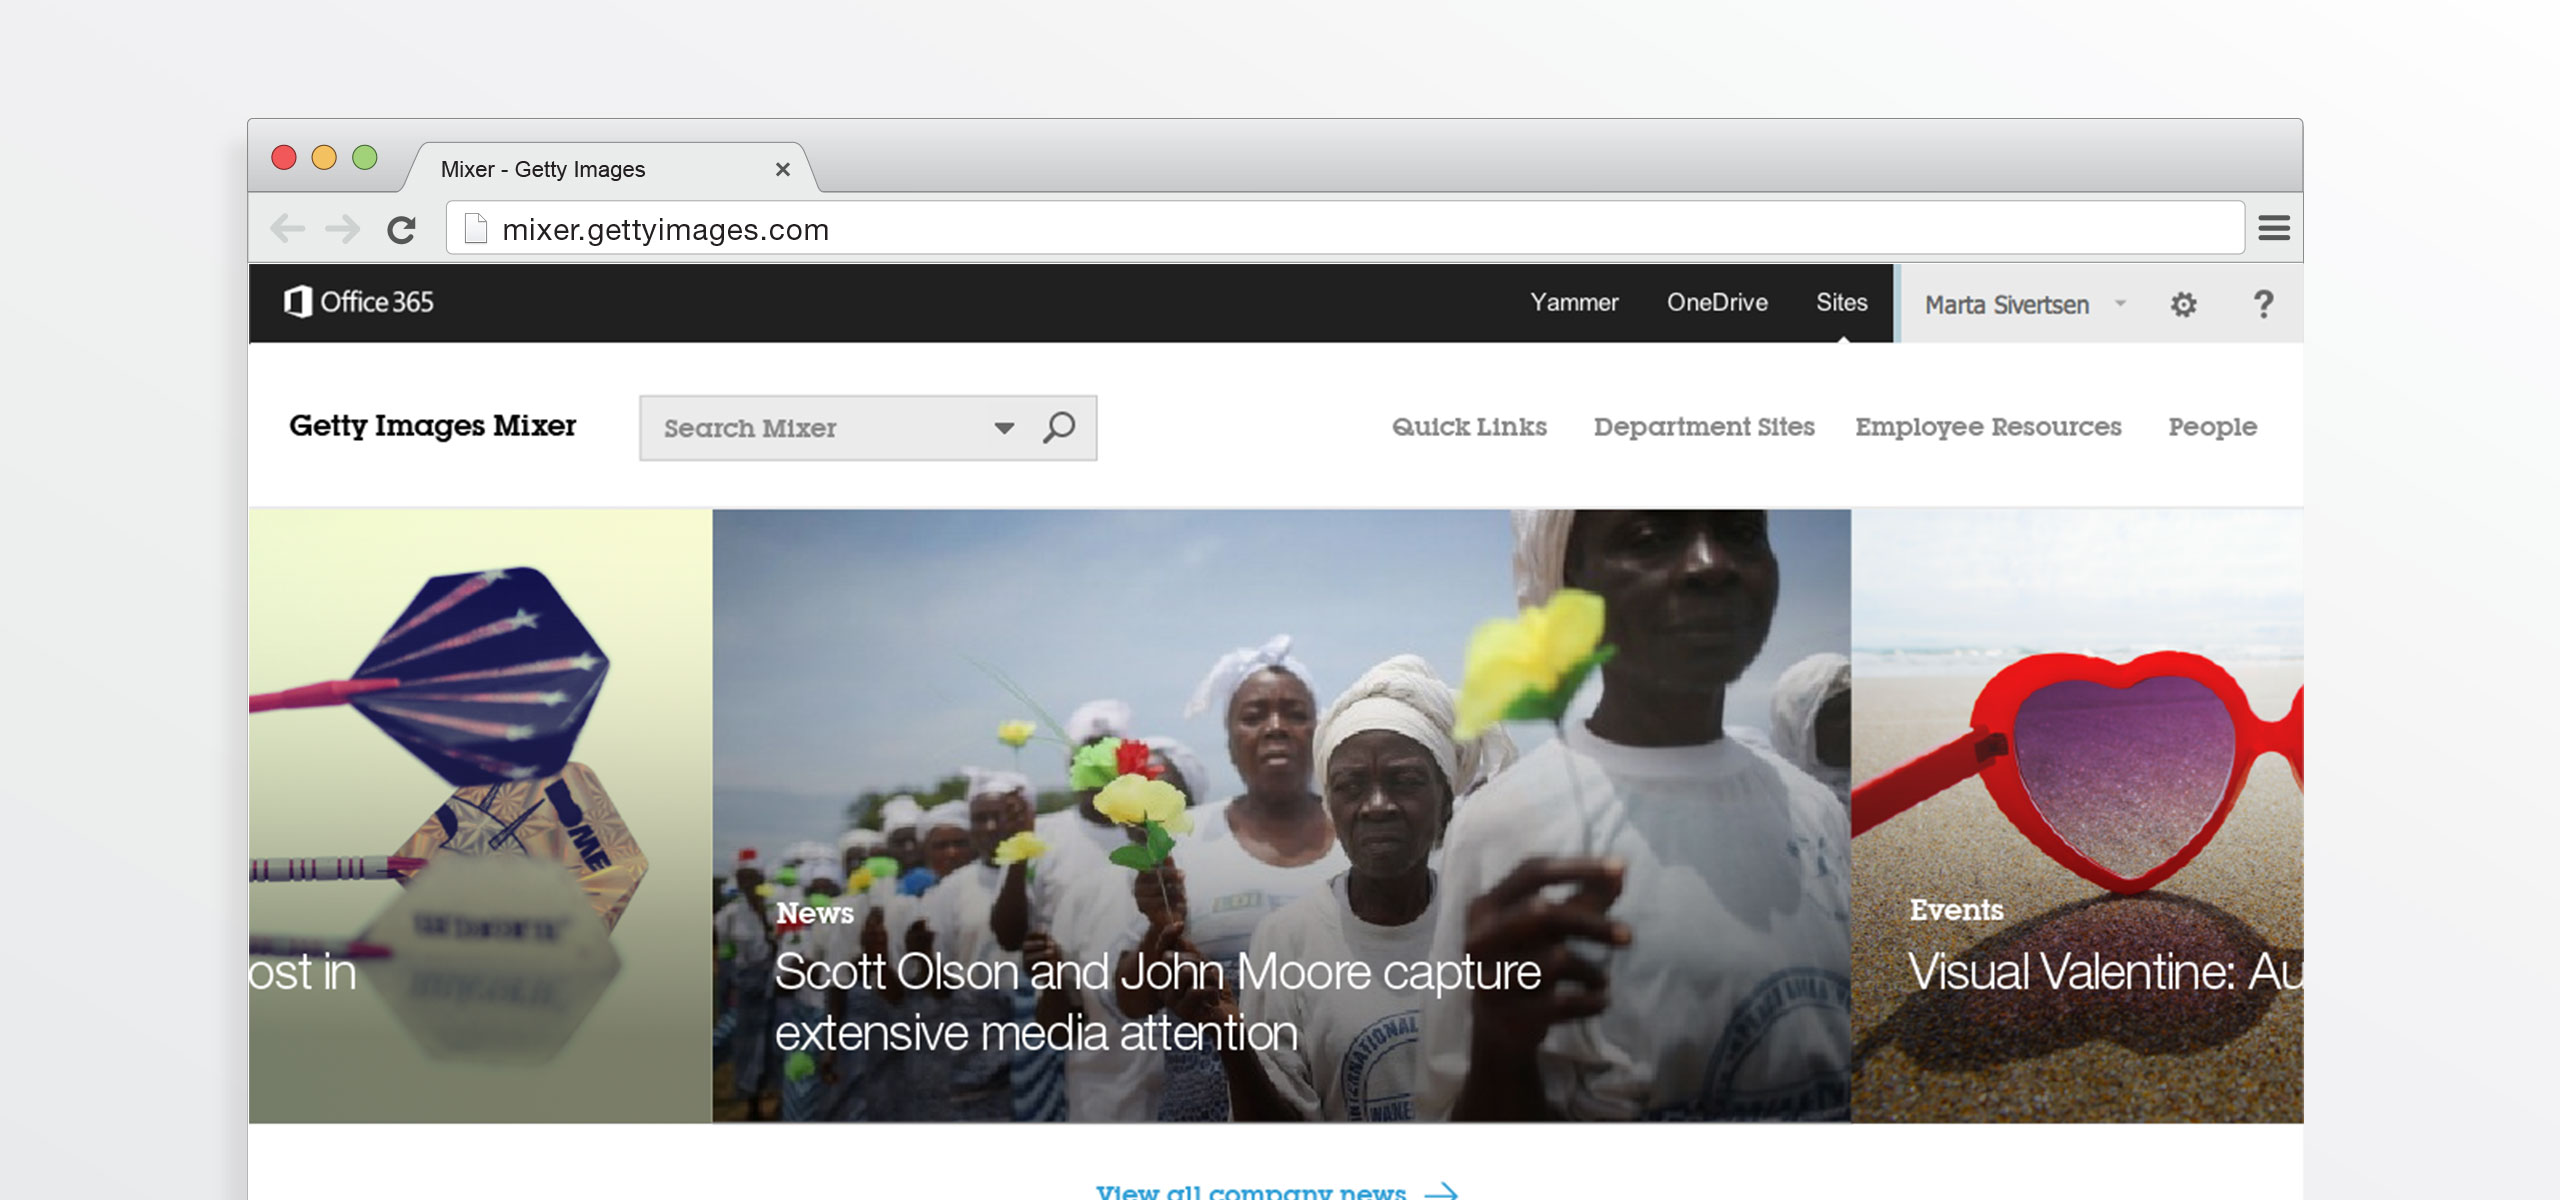 Mixer - Getty Images
mixer.gettyimages.com
Office 365
Yammer
OneDrive
Sites
Marta Sivertsen
?
Getty Images Mixer
Search Mixer
Quick Links
Department Sites
Employee Resources
People
ost in
News
Scott Olson and John Moore capture
extensive media attention
INTERNATIONAL
Events
Visual Valentine: Au
View all company news